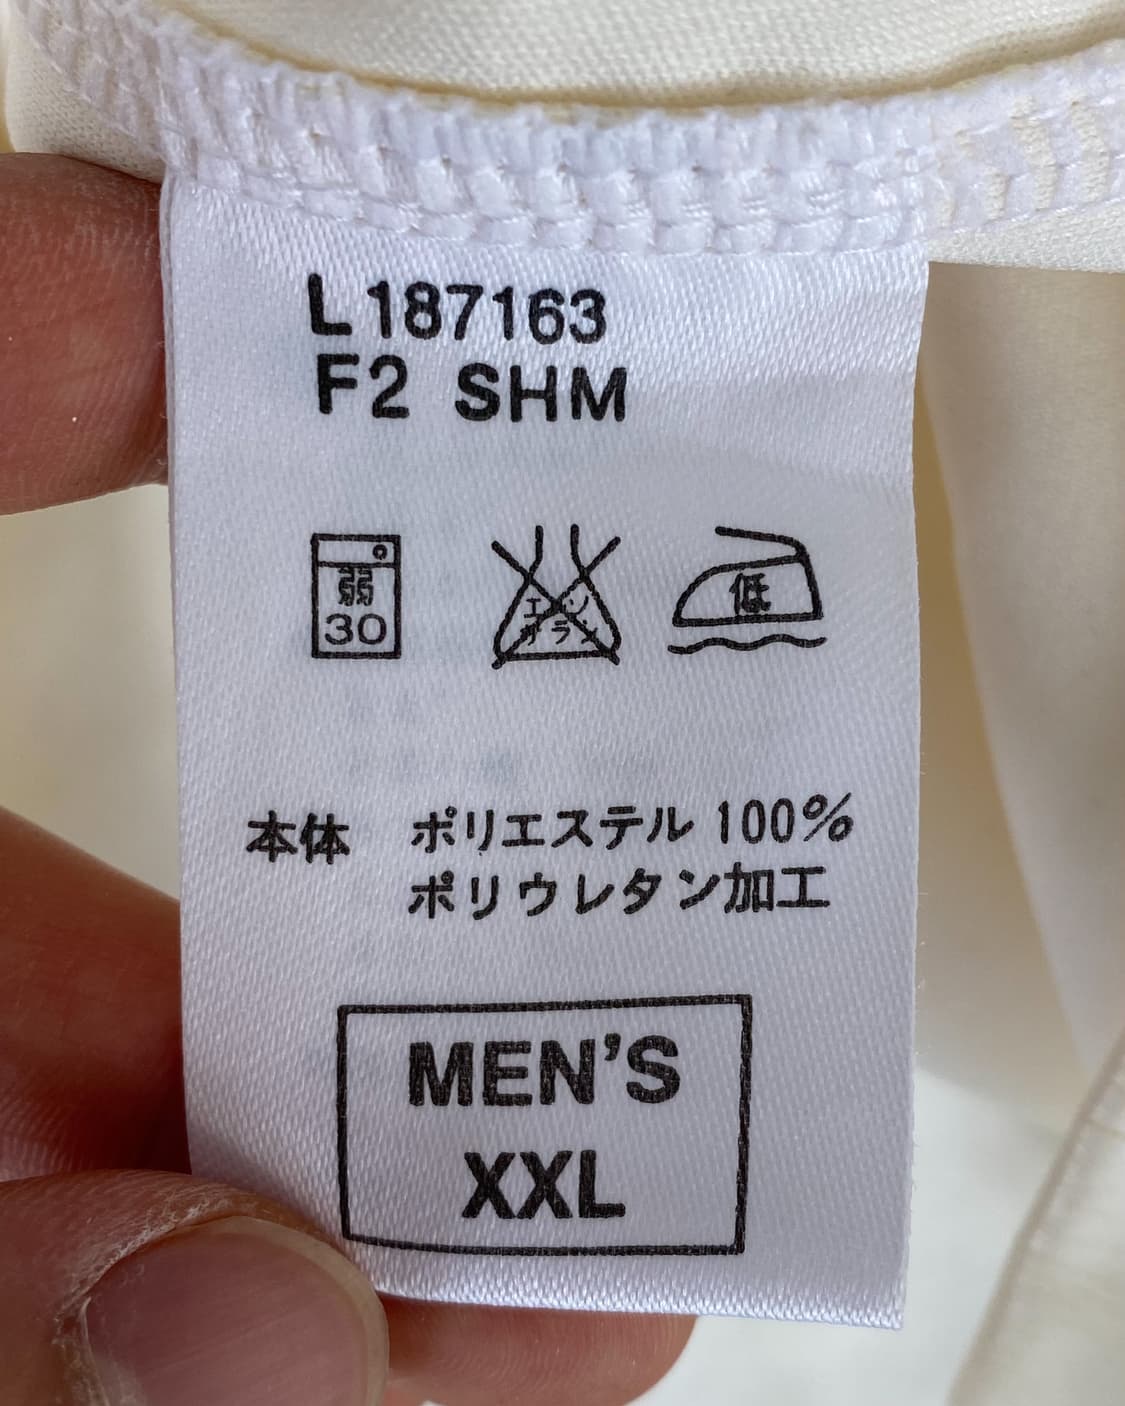 L187163
F2 SHM
弱
30
エンソ
サラシ
低
本体 ポリエステル 100%
ポリウレタン加工
MEN'S
XXL